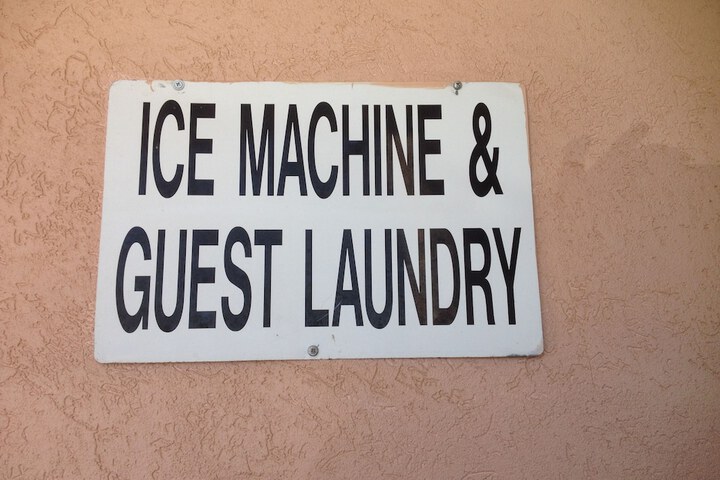 ICE MACHINE &
GUEST LAUNDRY